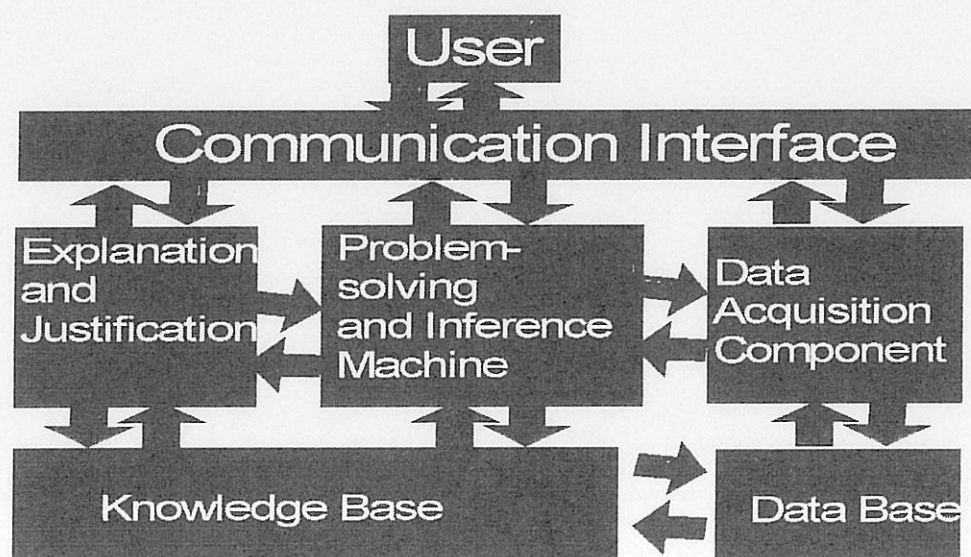 User
Communication Interface
Explanation
and
Justification
Problem-
solving
and Inference
Machine
Data
Acquisition
Component
Knowledge Base
Data Base